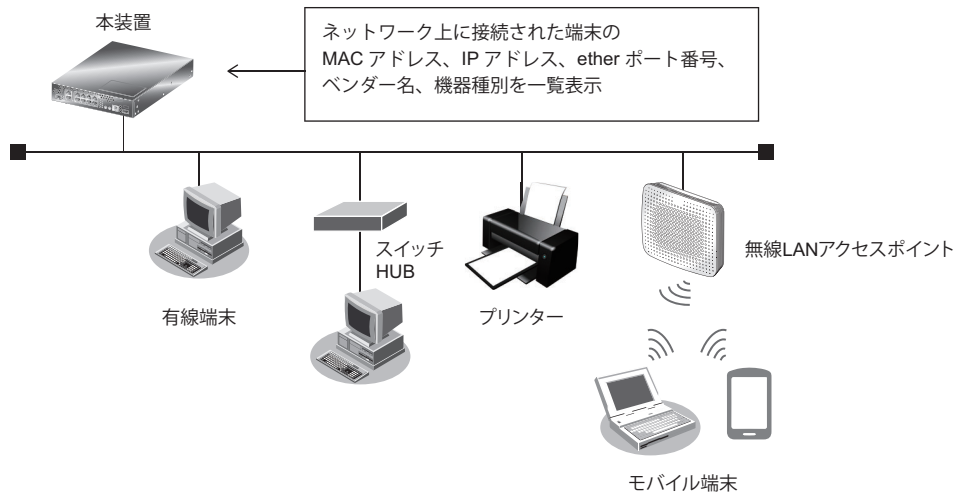 本装置
ネットワーク上に接続された端末の
MAC アドレス、IP アドレス、ether ポート番号、
ベンダー名、機器種別を一覧表示
スイッチ
HUB
無線LANアクセスポイント
有線端末
プリンター
モバイル端末